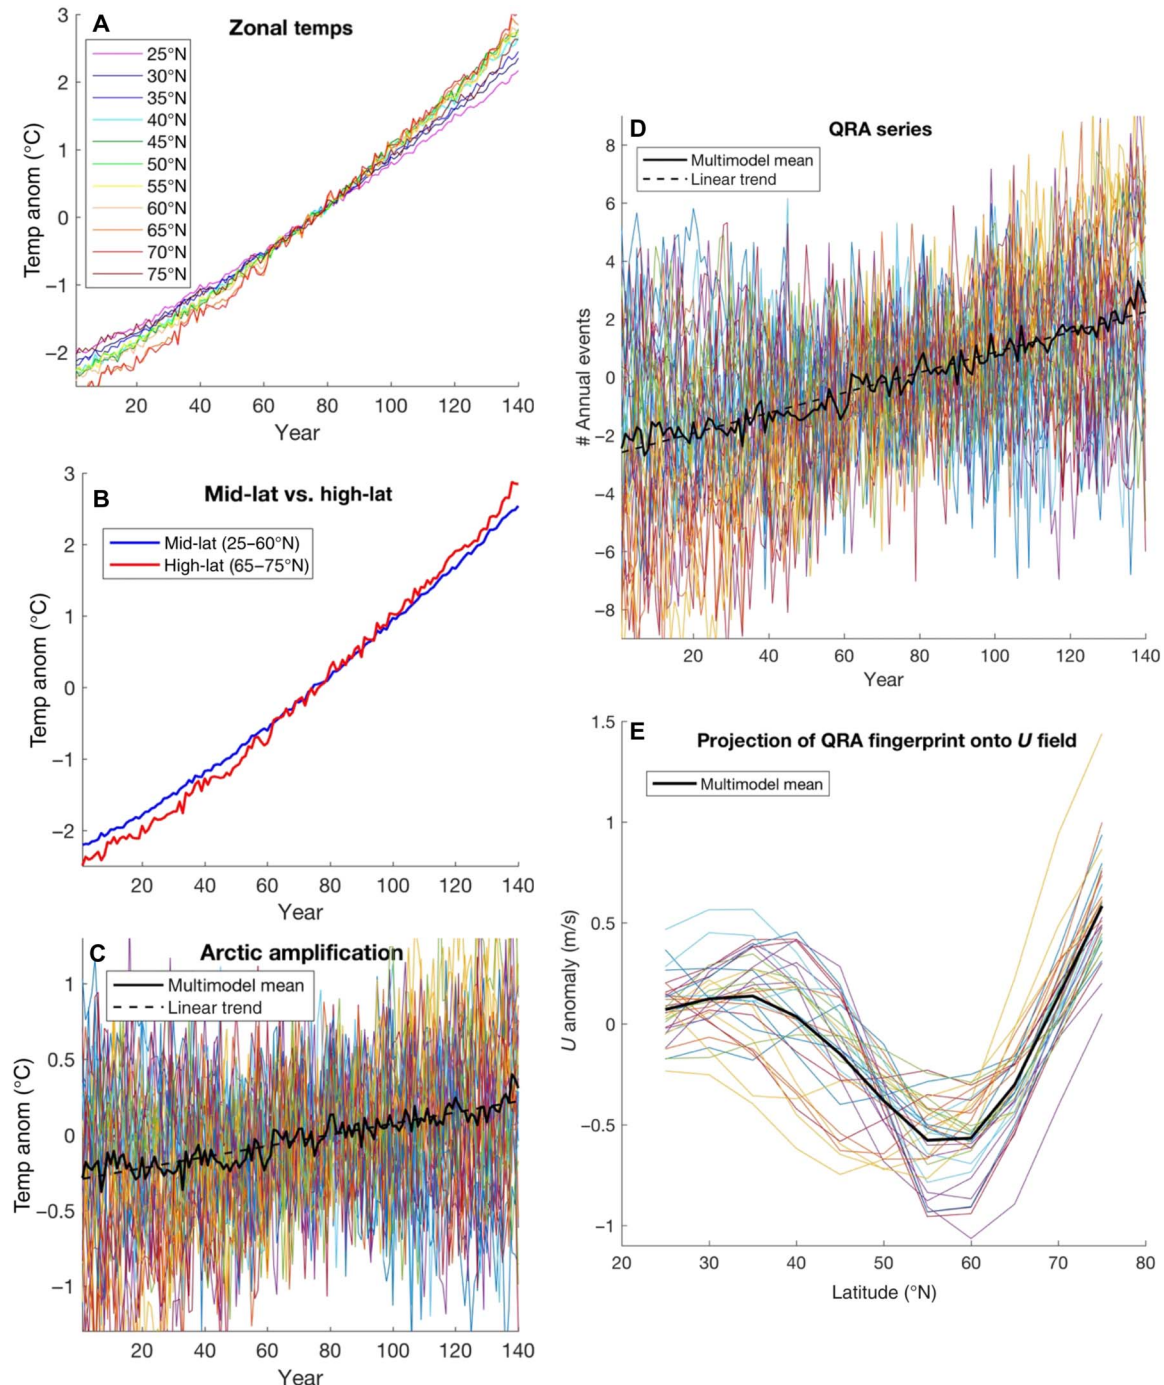 A
Zonal temps
3
2
1
0
−1
−2
Temp anom (°C)
25°N
30°N
35°N
40°N
45°N
50°N
55°N
60°N
65°N
70°N
75°N
20 40 60 80 100 120 140
Year
B
Mid-lat vs. high-lat
3
2
1
0
−1
−2
Temp anom (°C)
Mid-lat (25–60°N)
High-lat (65–75°N)
20 40 60 80 100 120 140
Year
C
Arctic amplification
1
0.5
0
−0.5
−1
Temp anom (°C)
Multimodel mean
Linear trend
20 40 60 80 100 120 140
Year
D
QRA series
8
6
4
2
0
−2
−4
−6
−8
# Annual events
Multimodel mean
Linear trend
20 40 60 80 100 120 140
Year
E
Projection of QRA fingerprint onto U field
1.5
1
0.5
0
−0.5
−1
U anomaly (m/s)
Multimodel mean
20 30 40 50 60 70 80
Latitude (°N)